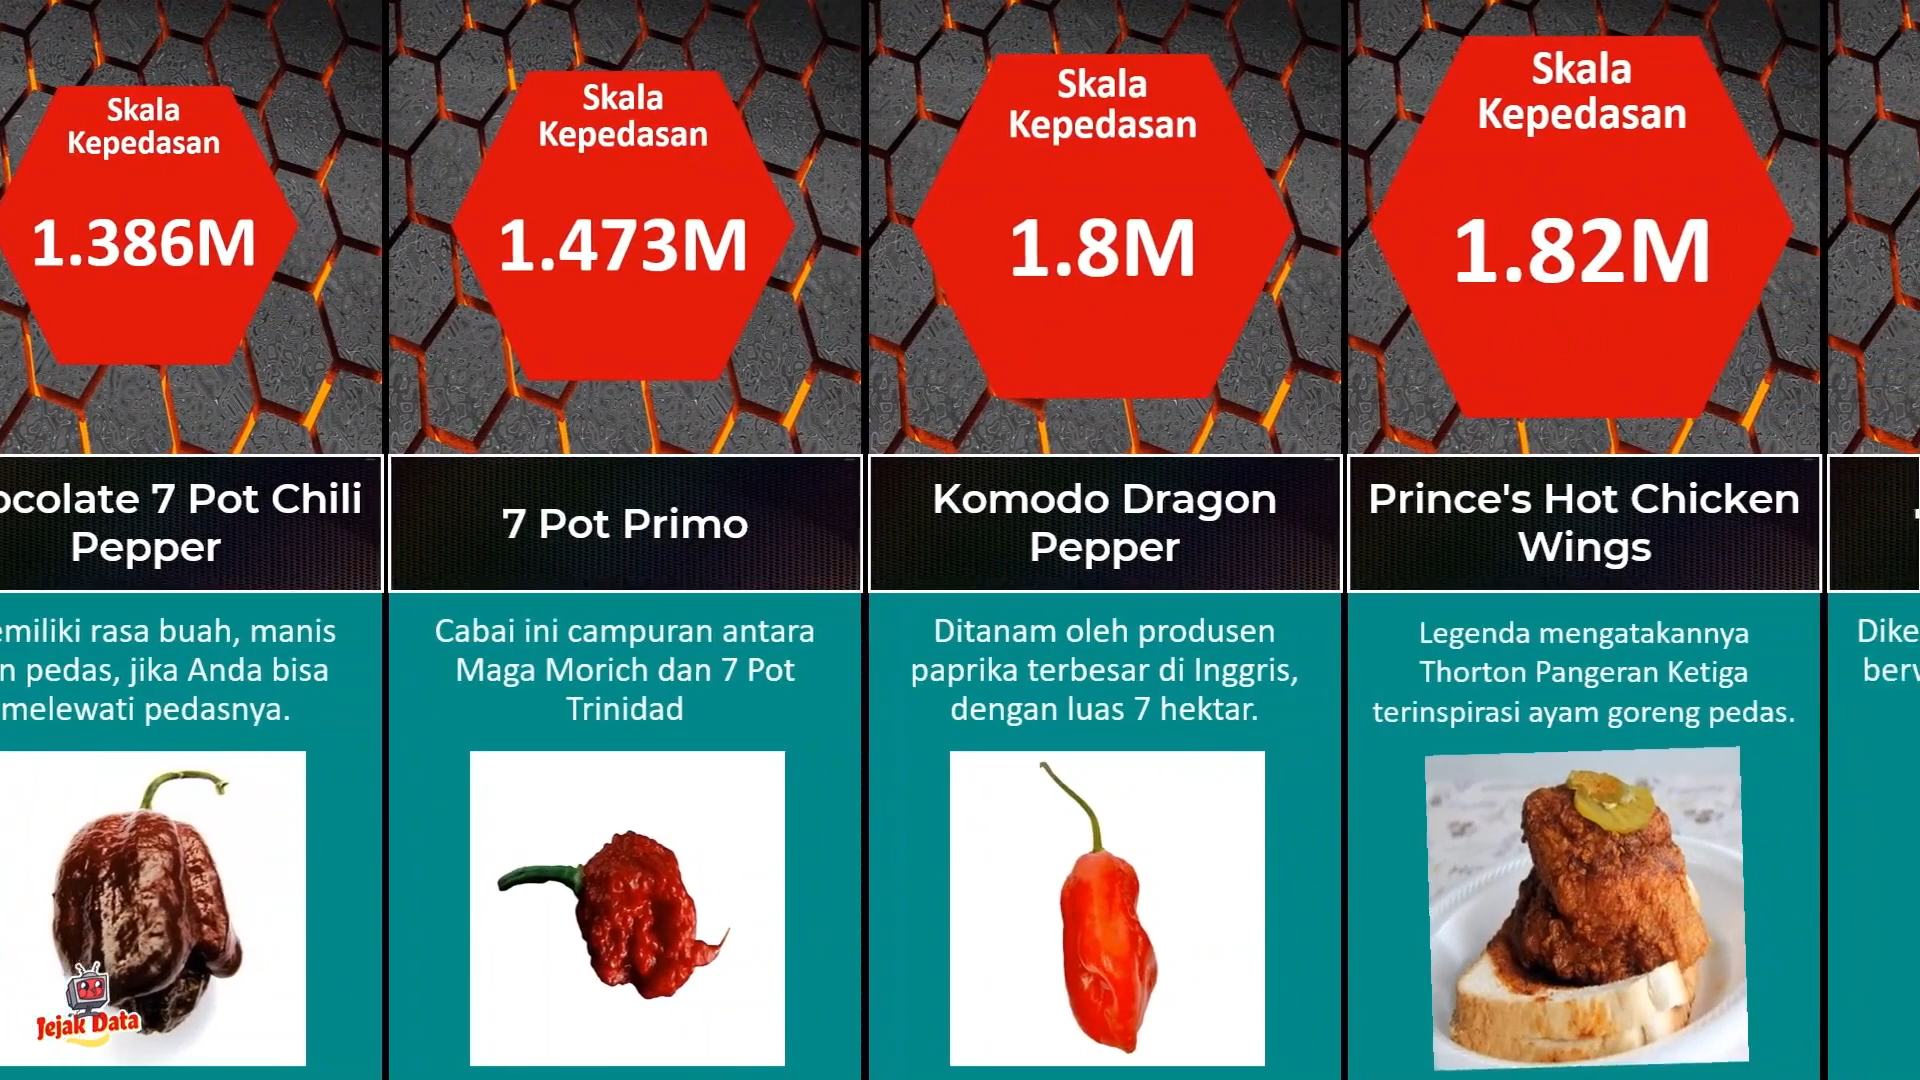 Skala
Kepedasan
1.386M
ocolate 7 Pot Chili
Pepper
emiliki rasa buah, manis
n pedas, jika Anda bisa
melewati pedasnya.
Jejak Data
Skala
Kepedasan
1.473M
7 Pot Primo
Cabai ini campuran antara
Maga Morich dan 7 Pot
Trinidad
Skala
Kepedasan
1.8M
Komodo Dragon
Pepper
Ditanam oleh produsen
paprika terbesar di Inggris,
dengan luas 7 hektar.
Skala
Kepedasan
1.82M
Prince's Hot Chicken
Wings
Legenda mengatakannya
Thorton Pangeran Ketiga
terinspirasi ayam goreng pedas.
Dike